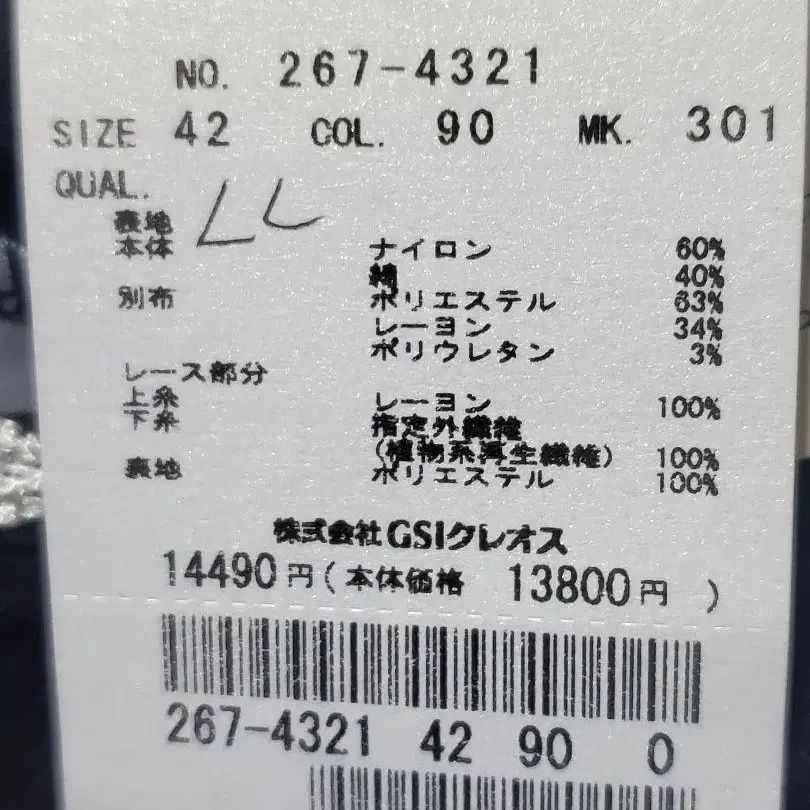 NO. 267-4321
SIZE 42 COL. 90 MK. 301
QUAL. LL
表地
本体 ナイロン 60%
綿 40%
別布 ポリエステル 63%
レーヨン 34%
ポリウレタン 3%
レース部分
上糸 レーヨン 100%
下糸 指定外繊維
(植物系再生繊維) 100%
表地 ポリエステル 100%
株式会社GSIクレオス
14490円(本体価格 13800円)
267-4321 42 90 0